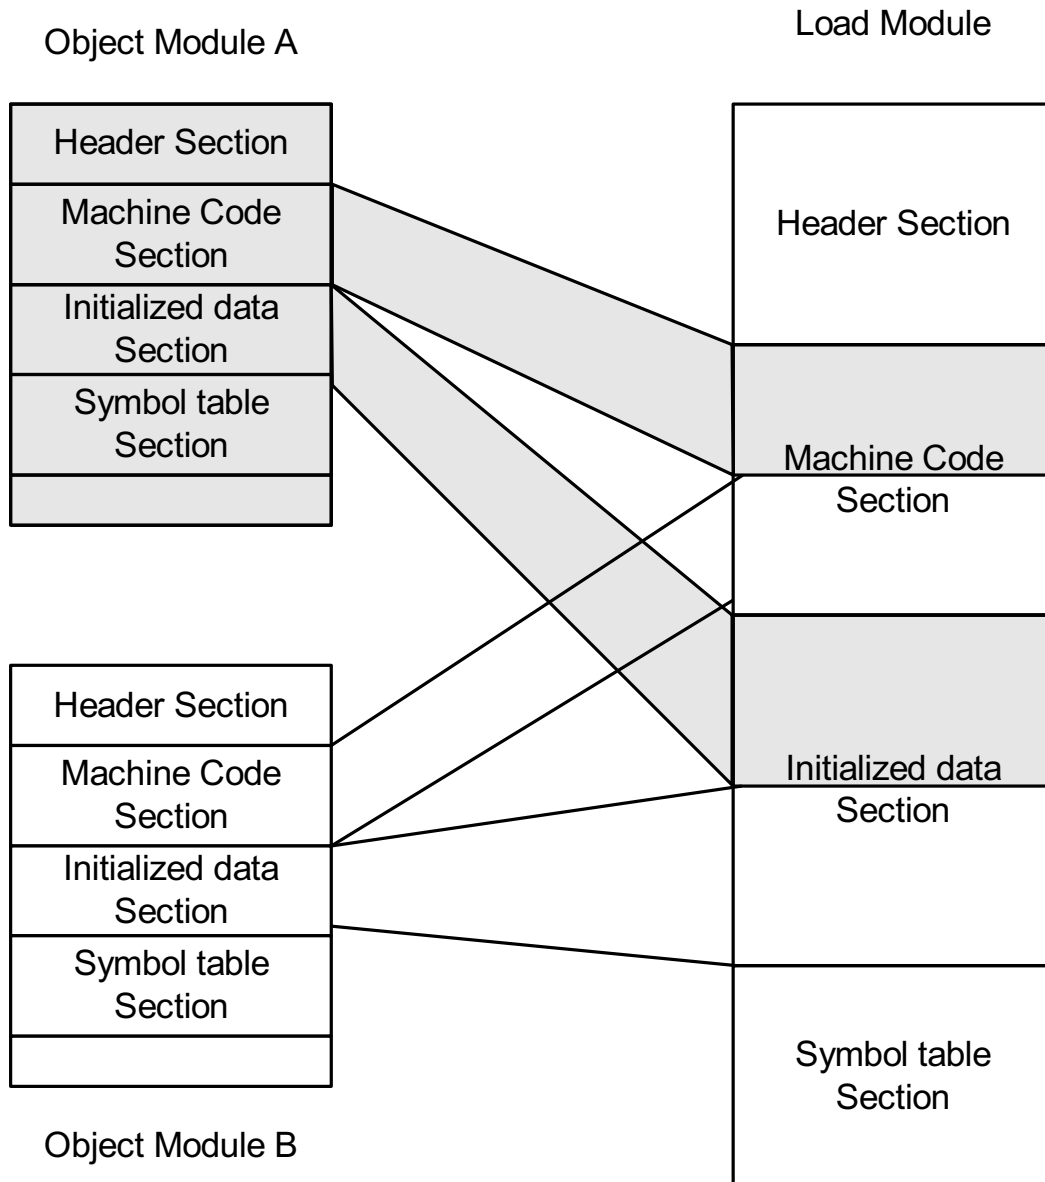 Object Module A
Header Section
Machine Code
Section
Initialized data
Section
Symbol table
Section
Header Section
Machine Code
Section
Initialized data
Section
Symbol table
Section
Object Module B
Load Module
Header Section
Machine Code
Section
Initialized data
Section
Symbol table
Section